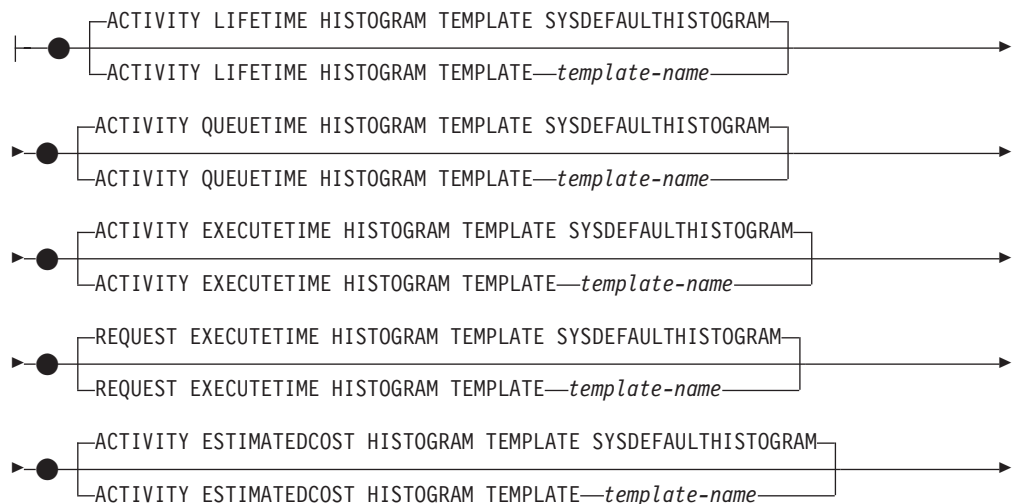 ACTIVITY LIFETIME HISTOGRAM TEMPLATE SYSDEFAULTHISTOGRAM
ACTIVITY LIFETIME HISTOGRAM TEMPLATE template-name
ACTIVITY QUEUETIME HISTOGRAM TEMPLATE SYSDEFAULTHISTOGRAM
ACTIVITY QUEUETIME HISTOGRAM TEMPLATE template-name
ACTIVITY EXECUTETIME HISTOGRAM TEMPLATE SYSDEFAULTHISTOGRAM
ACTIVITY EXECUTETIME HISTOGRAM TEMPLATE template-name
REQUEST EXECUTETIME HISTOGRAM TEMPLATE SYSDEFAULTHISTOGRAM
REQUEST EXECUTETIME HISTOGRAM TEMPLATE template-name
ACTIVITY ESTIMATEDCOST HISTOGRAM TEMPLATE SYSDEFAULTHISTOGRAM
ACTIVITY ESTIMATEDCOST HISTOGRAM TEMPLATE template-name